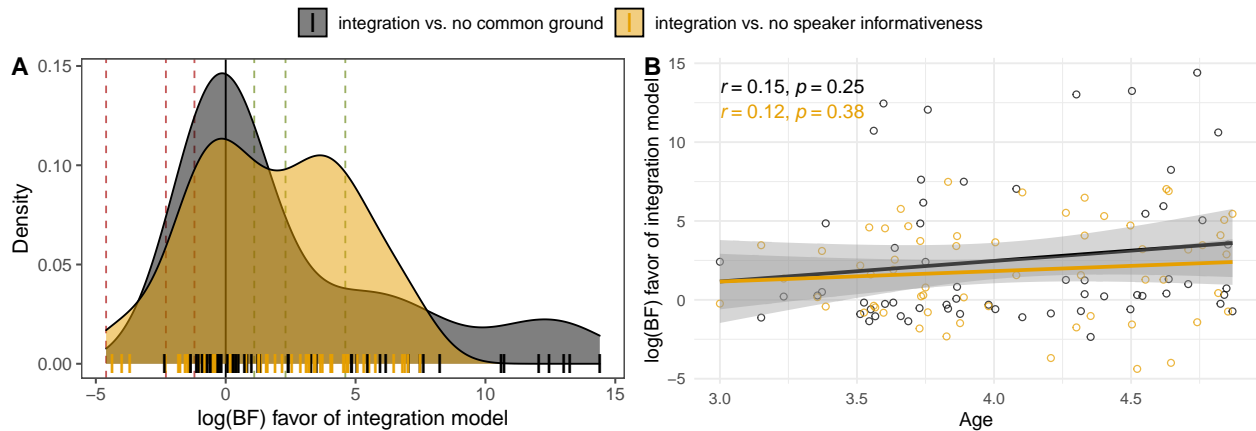 integration vs. no common ground
integration vs. no speaker informativeness
A
Density
0.15
0.10
0.05
0.00
−5
0
5
10
15
log(BF) favor of integration model
B
log(BF) favor of integration model
r = 0.15, p = 0.25
r = 0.12, p = 0.38
15
10
5
0
−5
3.0
3.5
4.0
4.5
Age